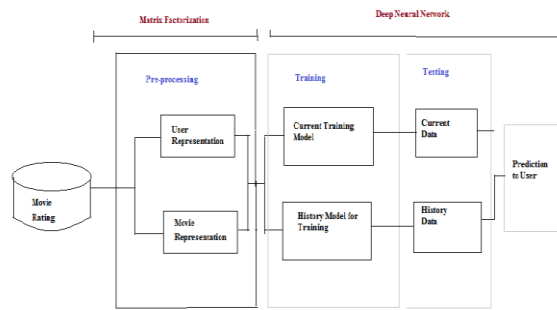 Matrix Factorization
Deep Neural Network
Pre-processing
Training
Testing
User
Representation
Current Training
Model
Current
Data
Movie
Rating
Prediction
to User
Movie
Representation
History Model for
Training
History
Data